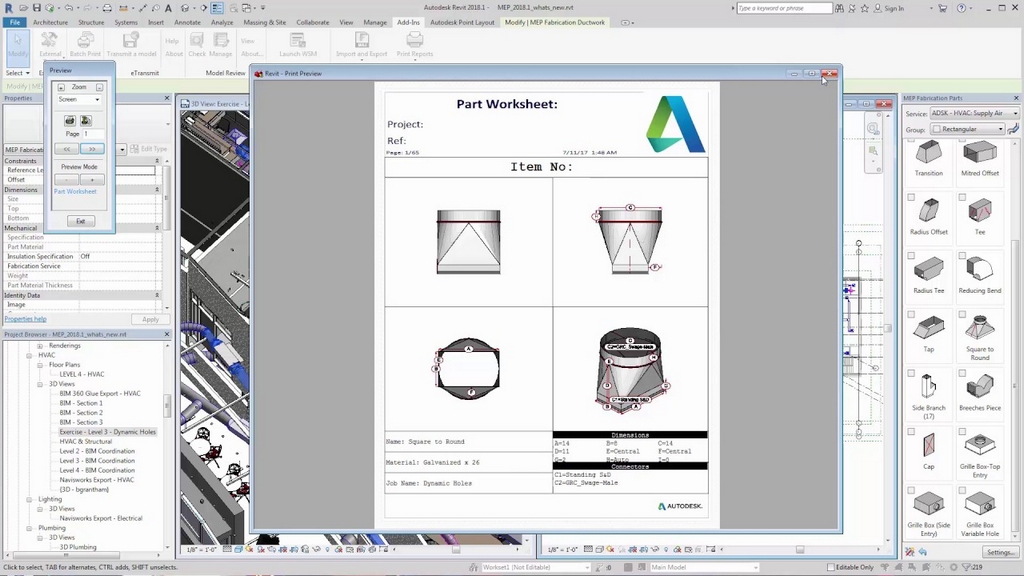 Autodesk Revit 2018.1 - MEP_2018.1_whats_new.rvt
Type a keyword or phrase
Sign In
File
Architecture
Structure
Systems
Insert
Annotate
Analyze
Massing & Site
Collaborate
View
Manage
Add-Ins
Autodesk Point Layout
Modify | MEP Fabrication Ductwork
Modify
External
Batch Print
Transmit a model
Help
About
Check
Manage
View
About
Launch WSM
Import and Export
Print Reports
Select
eTransmit
Model Review
Preview
Zoom
Screen
Page 1
<< >>
Preview Mode
- +
Part Worksheet
Exit
Properties
Edit Type
Constraints
Offset
Dimensions
Size
Top
Bottom
Mechanical
Specification
Part Material
Insulation Specification Off
Fabrication Service
Weight
Part Material Thickness
Identity Data
Image
Properties help
Apply
Project Browser - MEP_2018.1_whats_new.rvt
Renderings
HVAC
Floor Plans
LEVEL 4 - HVAC
3D Views
BIM 360 Glue Export - HVAC
BIM - Section 1
BIM - Section 2
BIM - Section 3
Exercise - Level 3 - Dynamic Holes
HVAC & Structural
Level 2 - BIM Coordination
Level 3 - BIM Coordination
Level 4 - BIM Coordination
Navisworks Export - HVAC
{3D - bgrantham}
Lighting
3D Views
Navisworks Export - Electrical
Plumbing
3D Views
3D Plumbing
Revit - Print Preview
Part Worksheet:
Project:
Ref:
Page: 1/65
7/11/17 1:48 AM
Item No:
C2=GRC_Swage-Male
C1=Standing S&D
Name: Square to Round
Material: Galvanized x 26
Job Name: Dynamic Holes
Dimensions
A=14 B=8 C=14
D=11 E=Central F=Central
G=2 H=Auto I=0
Connectors
C1=Standing S&D
C2=GRC_Swage-Male
AUTODESK.
MEP Fabrication Parts
Service: ADSK - HVAC: Supply Air
Group: Rectangular
Transition
Mitred Offset
Radius Offset
Tee
Radius Tee
Reducing Bend
Tap
Square to Round
Side Branch (17)
Breeches Piece
Cap
Grille Box-Top Entry
Grille Box (Side Entry)
Grille Box Variable Hole
Settings...
1/8" = 1'-0"
1/8" = 1'-0"
Click to select, TAB for alternates, CTRL adds, SHIFT unselects.
Workset1 (Not Editable)
:0
Main Model
Editable Only
:219